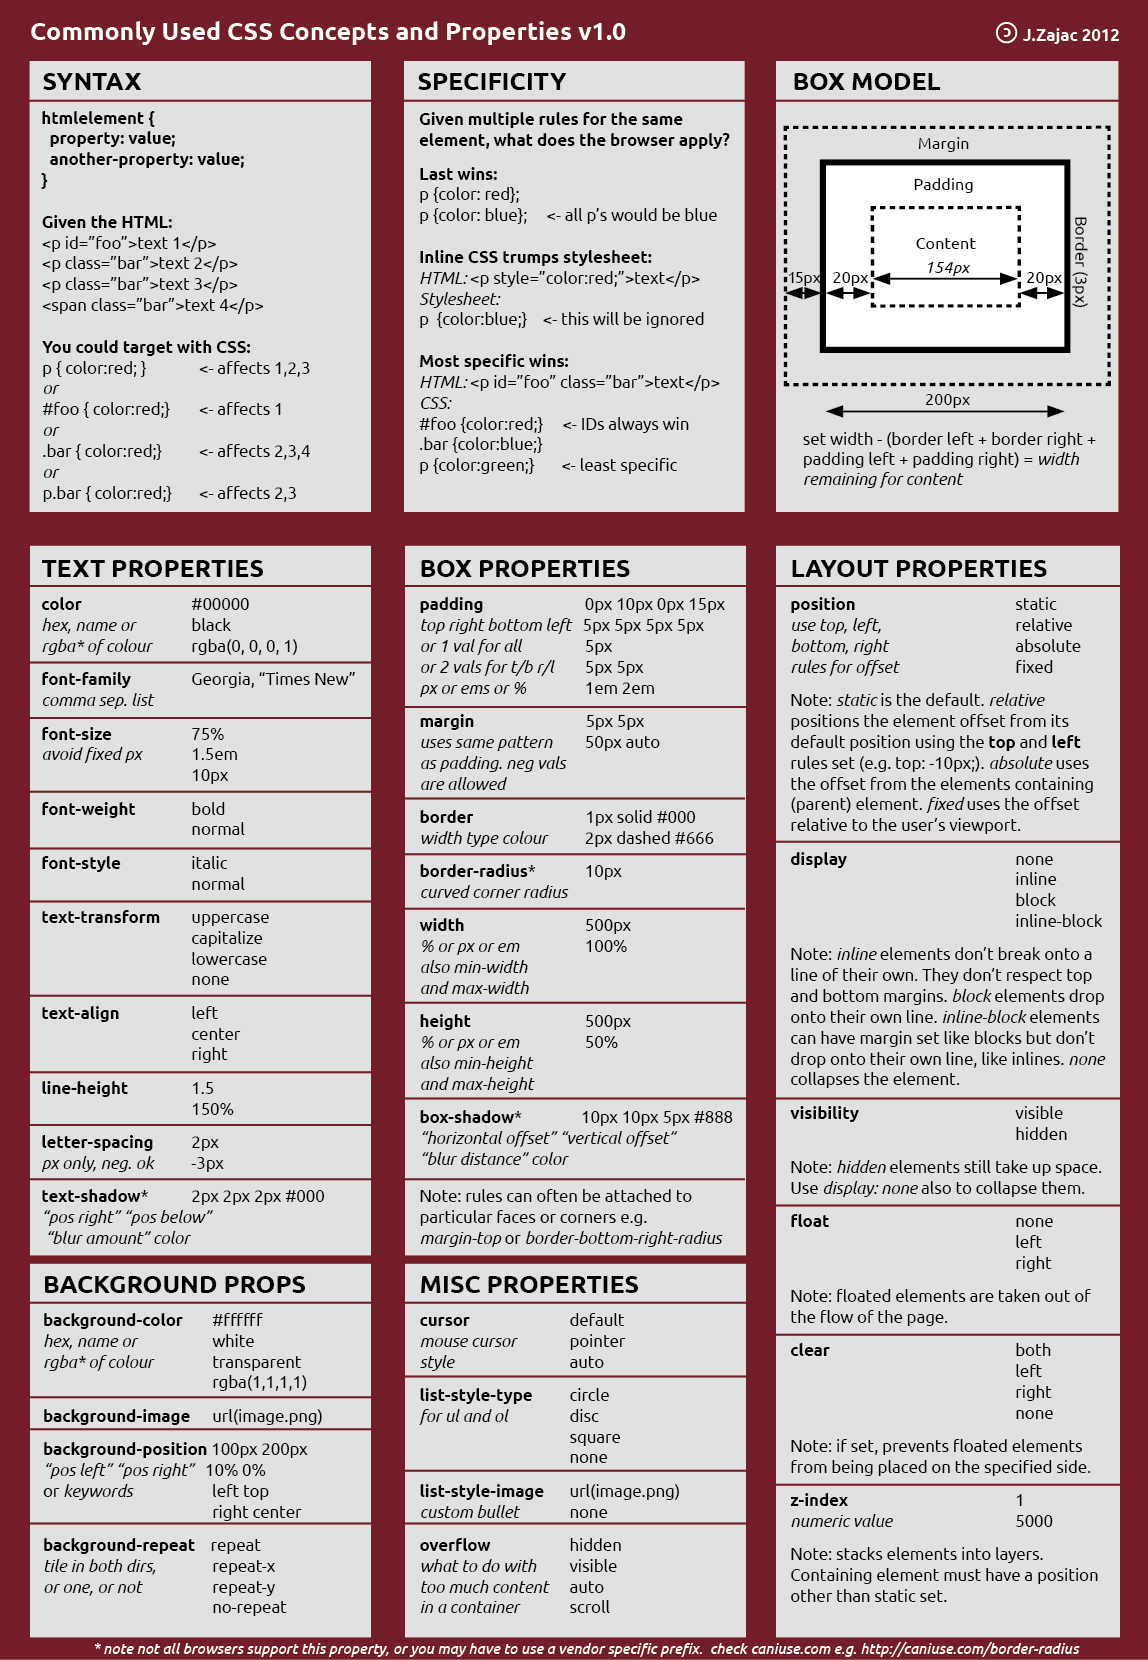 Commonly Used CSS Concepts and Properties v1.0
J.Zajac 2012
SYNTAX
htmlelement {
property: value;
another-property: value;
}
Given the HTML:
<p id=”foo”>text 1</p>
<p class=”bar”>text 2</p>
<p class=”bar”>text 3</p>
<span class=”bar”>text 4</p>
You could target with CSS:
p { color:red; } <- affects 1,2,3
or
#foo { color:red;} <- affects 1
or
.bar { color:red;} <- affects 2,3,4
or
p.bar { color:red;} <- affects 2,3
SPECIFICITY
Given multiple rules for the same
element, what does the browser apply?
Last wins:
p {color: red};
p {color: blue}; <- all p’s would be blue
Inline CSS trumps stylesheet:
HTML: <p style=”color:red;”>text</p>
Stylesheet:
p {color:blue;} <- this will be ignored
Most specific wins:
HTML: <p id=”foo” class=”bar”>text</p>
CSS:
#foo {color:red;} <- IDs always win
.bar {color:blue;}
p {color:green;} <- least specific
BOX MODEL
Margin
Padding
Content
154px
15px 20px 20px
Border (3px)
200px
set width - (border left + border right +
padding left + padding right) = width
remaining for content
TEXT PROPERTIES
color #00000
hex, name or black
rgba* of colour rgba(0, 0, 0, 1)
font-family Georgia, “Times New”
comma sep. list
font-size 75%
avoid fixed px 1.5em
10px
font-weight bold
normal
font-style italic
normal
text-transform uppercase
capitalize
lowercase
none
text-align left
center
right
line-height 1.5
150%
letter-spacing 2px
px only, neg. ok -3px
text-shadow* 2px 2px 2px #000
“pos right” “pos below”
“blur amount” color
BACKGROUND PROPS
background-color #ffffff
hex, name or white
rgba* of colour transparent
rgba(1,1,1,1)
background-image url(image.png)
background-position 100px 200px
“pos left” “pos right” 10% 0%
or keywords left top
right center
background-repeat repeat
tile in both dirs, repeat-x
or one, or not repeat-y
no-repeat
BOX PROPERTIES
padding 0px 10px 0px 15px
top right bottom left 5px 5px 5px 5px
or 1 val for all 5px
or 2 vals for t/b r/l 5px 5px
px or ems or % 1em 2em
margin 5px 5px
uses same pattern 50px auto
as padding. neg vals
are allowed
border 1px solid #000
width type colour 2px dashed #666
border-radius* 10px
curved corner radius
width 500px
% or px or em 100%
also min-width
and max-width
height 500px
% or px or em 50%
also min-height
and max-height
box-shadow* 10px 10px 5px #888
“horizontal offset” “vertical offset”
“blur distance” color
Note: rules can often be attached to
particular faces or corners e.g.
margin-top or border-bottom-right-radius
MISC PROPERTIES
cursor default
mouse cursor pointer
style auto
list-style-type circle
for ul and ol disc
square
none
list-style-image url(image.png)
custom bullet none
overflow hidden
what to do with visible
too much content auto
in a container scroll
LAYOUT PROPERTIES
position static
use top, left, relative
bottom, right absolute
rules for offset fixed
Note: static is the default. relative
positions the element offset from its
default position using the top and left
rules set (e.g. top: -10px;). absolute uses
the offset from the elements containing
(parent) element. fixed uses the offset
relative to the user’s viewport.
display none
inline
block
inline-block
Note: inline elements don’t break onto a
line of their own. They don’t respect top
and bottom margins. block elements drop
onto their own line. inline-block elements
can have margin set like blocks but don’t
drop onto their own line, like inlines. none
collapses the element.
visibility visible
hidden
Note: hidden elements still take up space.
Use display: none also to collapse them.
float none
left
right
Note: floated elements are taken out of
the flow of the page.
clear both
left
right
none
Note: if set, prevents floated elements
from being placed on the specified side.
z-index 1
numeric value 5000
Note: stacks elements into layers.
Containing element must have a position
other than static set.
* note not all browsers support this property, or you may have to use a vendor specific prefix. check caniuse.com e.g. http://caniuse.com/border-radius